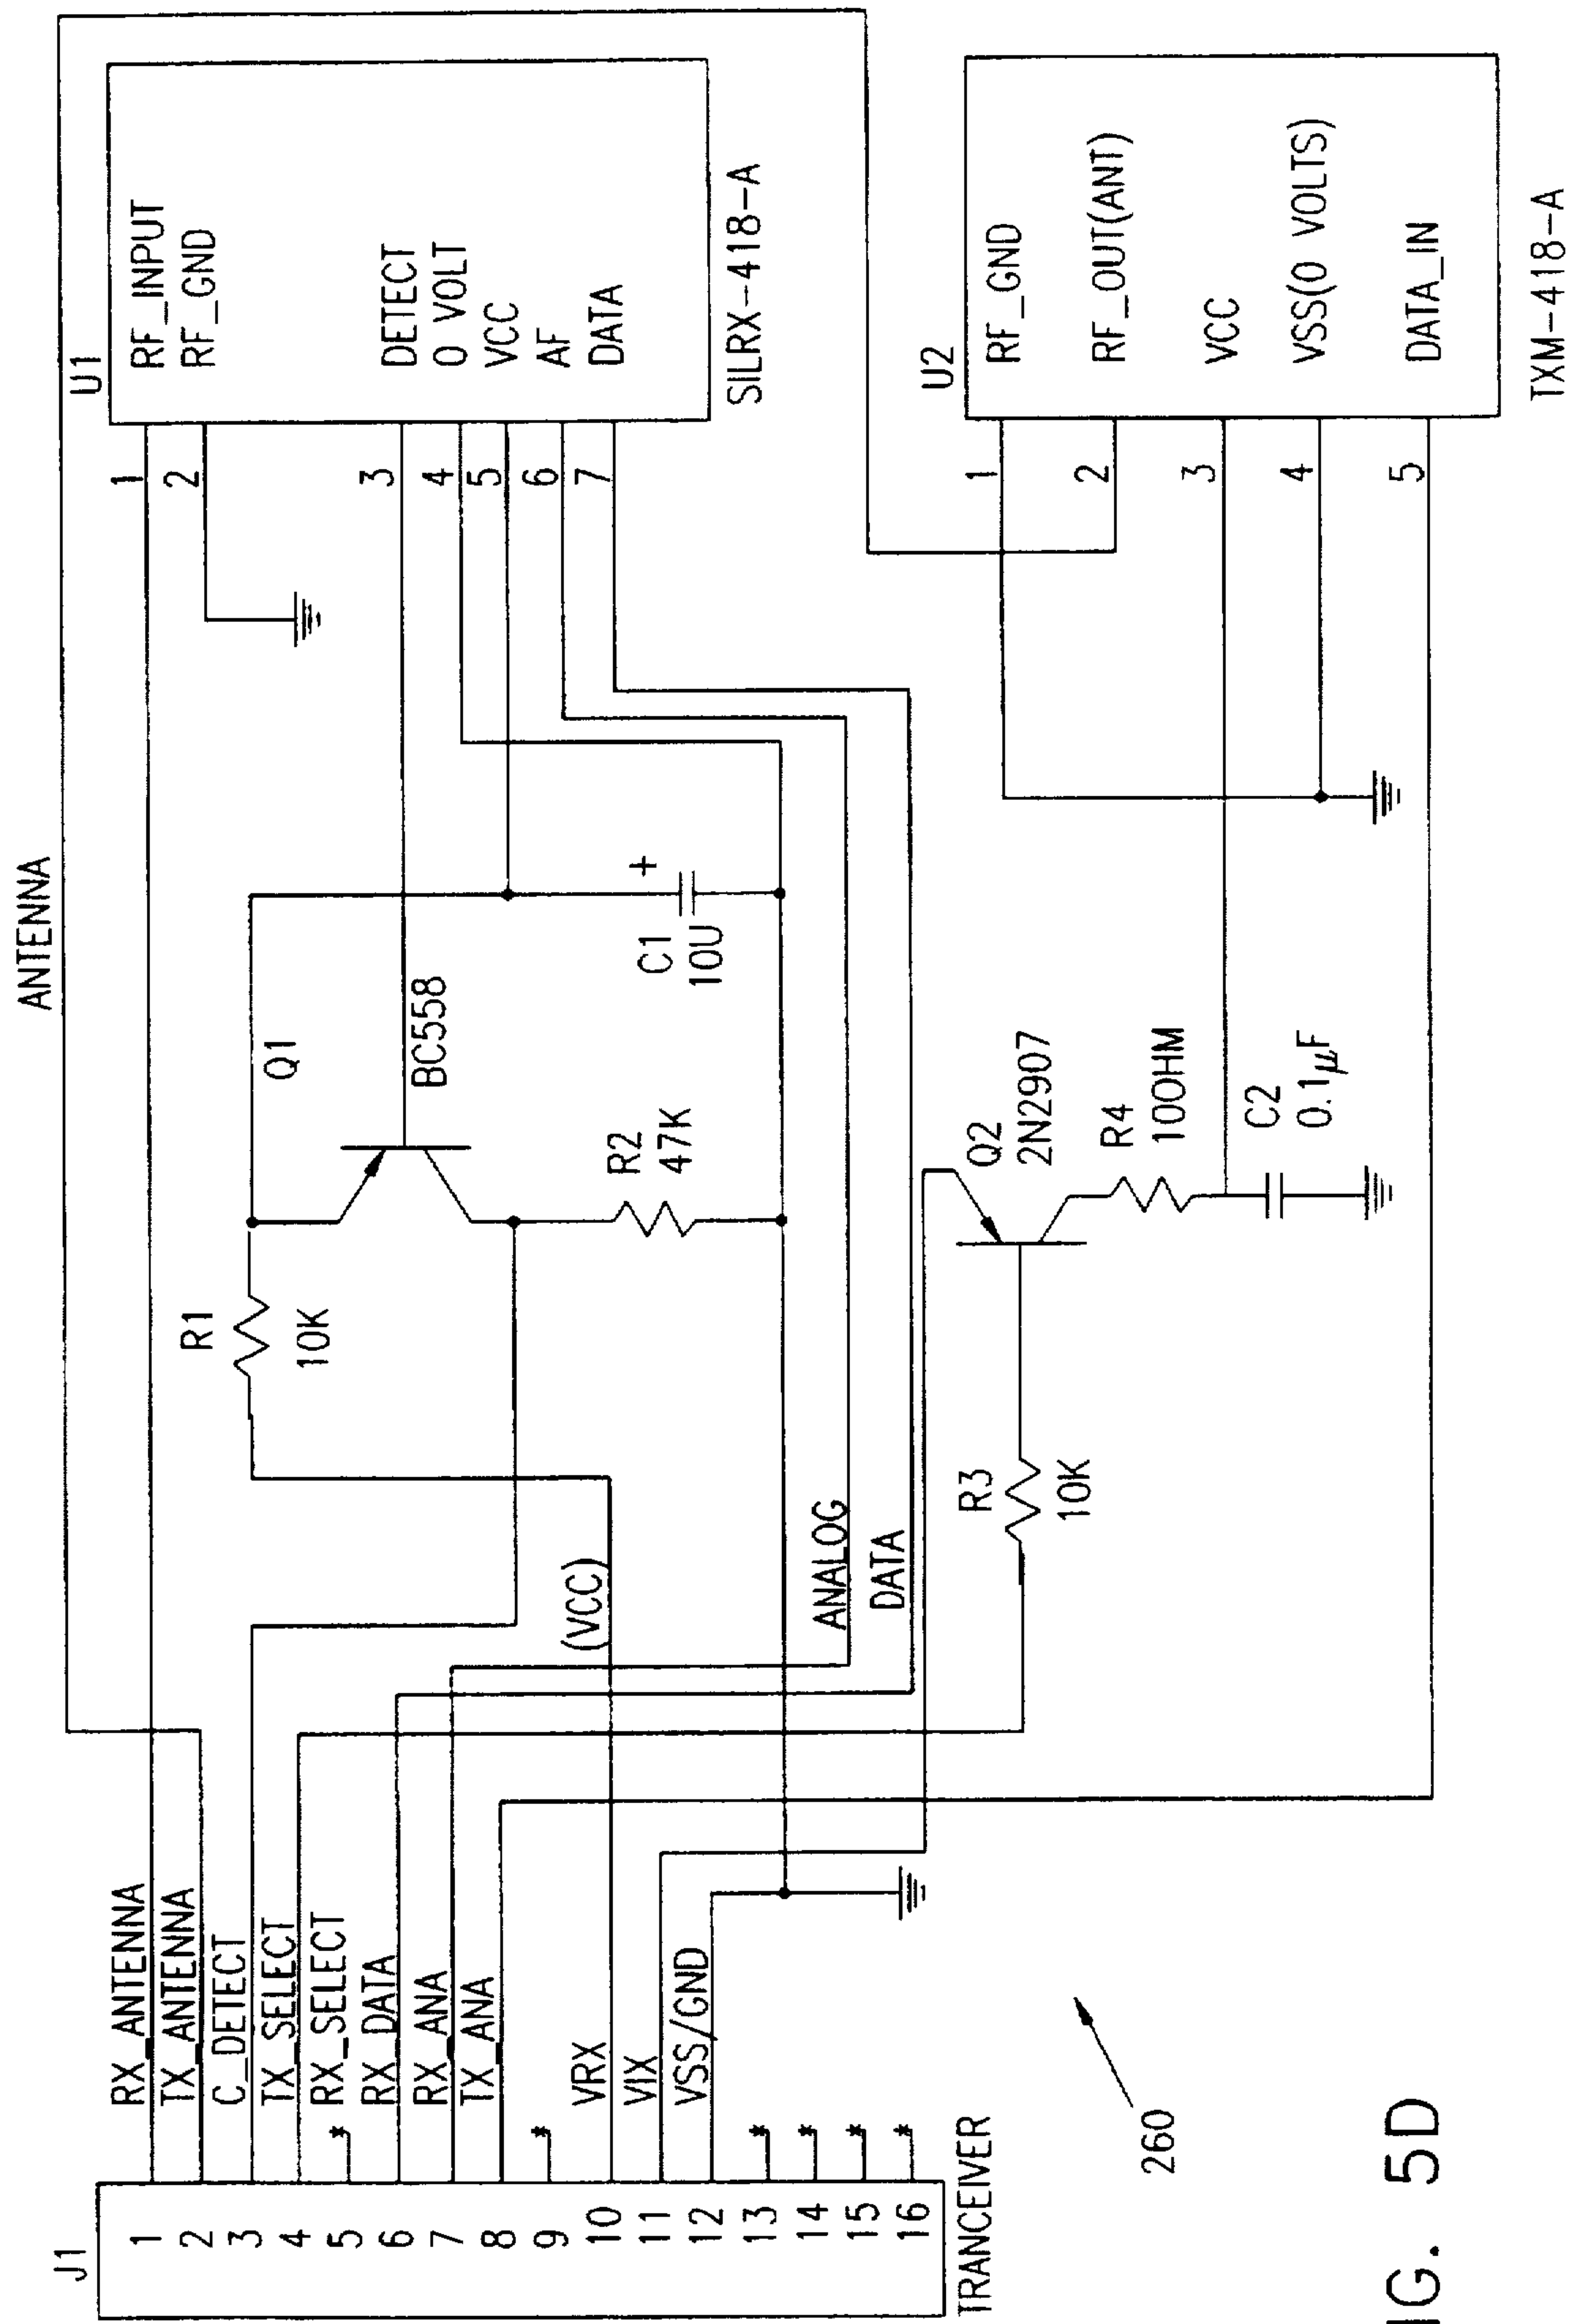 ANTENNA
J1
1
2
3
4
5
6
7
8
9
10
11
12
13
14
15
16
TRANCEIVER
RX_ANTENNA
TX_ANTENNA
C_DETECT
TX_SELECT
RX_SELECT
*
RX_DATA
RX_ANA
TX_ANA
*
VRX
VIX
VSS/GND
*
*
*
*
(VCC)
ANALOG
DATA
R1
10K
Q1
BC558
R2
47K
C1
10U
+
U1
1 RF_INPUT
2 RF_GND
3 DETECT
4 0 VOLT
5 VCC
6 AF
7 DATA
SILRX-418-A
R3
10K
Q2
2N2907
R4
10OHM
C2
0.1µF
U2
1 RF_GND
2 RF_OUT(ANT)
3 VCC
4 VSS(0 VOLTS)
5 DATA_IN
TXM-418-A
260
IG. 5D